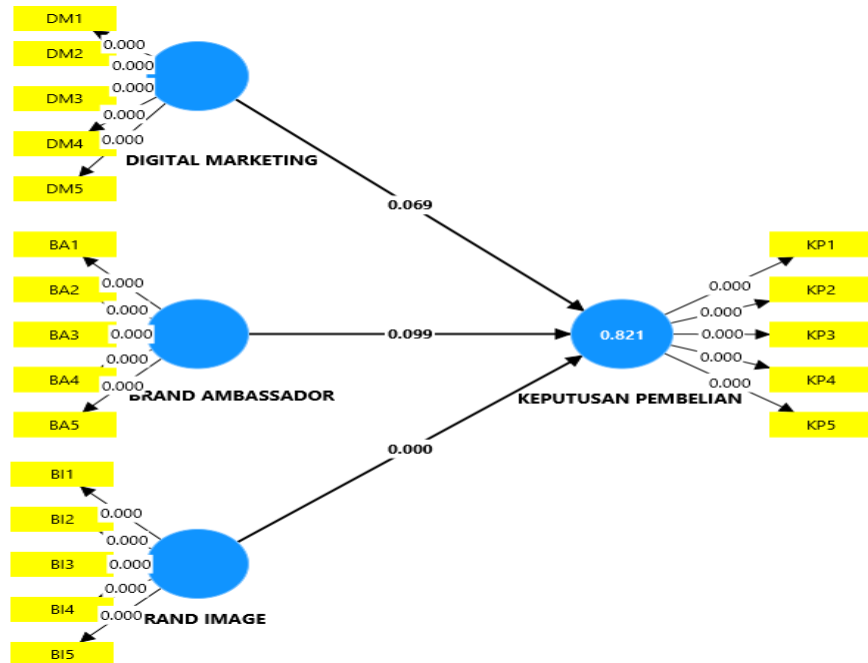 DM1
0.000
DM2
0.000
0.000
DM3
0.000
DM4
0.000
DM5
DIGITAL MARKETING
0.069
BA1
0.000
BA2
0.000
BA3
0.000
0.000
BA4
0.000
BA5
BRAND AMBASSADOR
0.099
BI1
0.000
BI2
0.000
BI3
0.000
BI4
0.000
0.000
BI5
RAND IMAGE
0.000
0.821
KEPUTUSAN PEMBELIAN
KP1
0.000
KP2
0.000
KP3
0.000
KP4
0.000
KP5
0.000